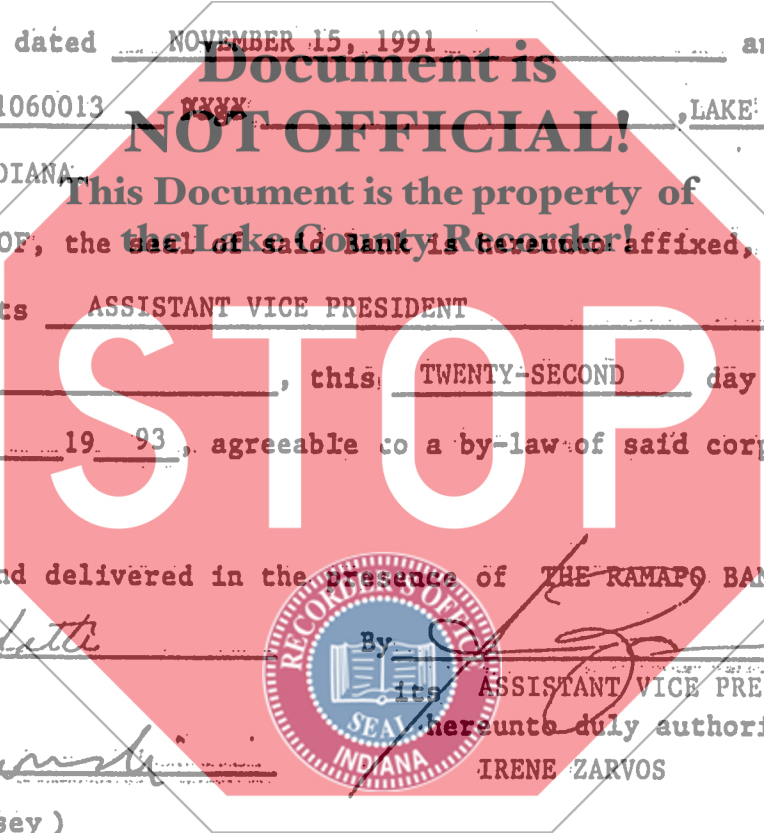 dated NOVEMBER 15, 1991 an
Document is
1060013 ,LAKE
NOT OFFICIAL!
DIANA
This Document is the property of
the Lake County Recorder!
OF, the seal of said Bank is hereunto affixed,
ts ASSISTANT VICE PRESIDENT
STOP
, this TWENTY-SECOND day
19 93, agreeable to a by-law of said corp
nd delivered in the presence of THE RAMAPO BAN
RECORDER'S OFFICE
SEAL
INDIANA
By
its ASSISTANT VICE PRE
hereunto duly authori
IRENE ZARVOS
sey )